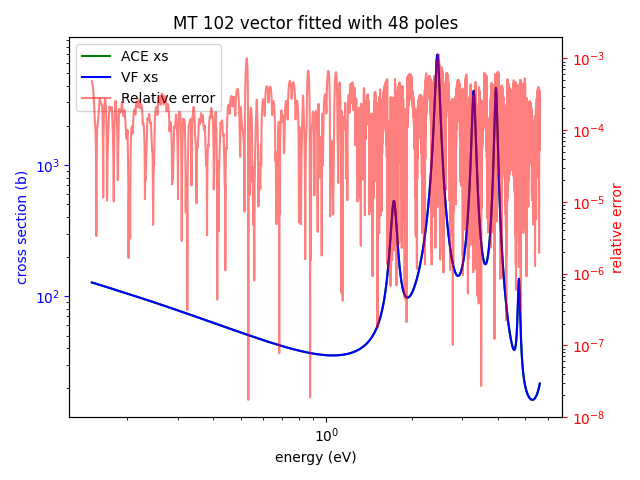 MT 102 vector fitted with 48 poles
ACE xs
VF xs
Relative error
cross section (b)
10³
10²
10⁰
energy (eV)
relative error
10⁻³
10⁻⁴
10⁻⁵
10⁻⁶
10⁻⁷
10⁻⁸